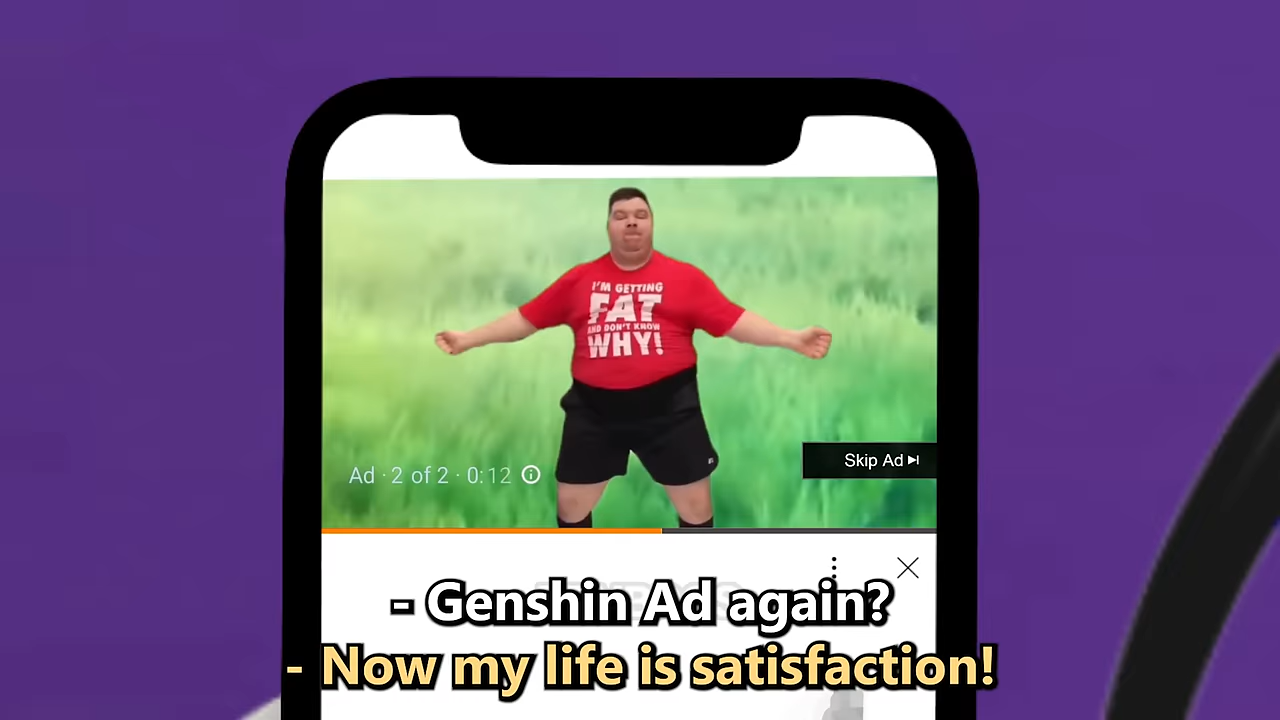 I'M GETTING
FAT
AND DON'T KNOW
WHY!
Skip Ad
Ad · 2 of 2 · 0:12
- Genshin Ad again?
- Now my life is satisfaction!